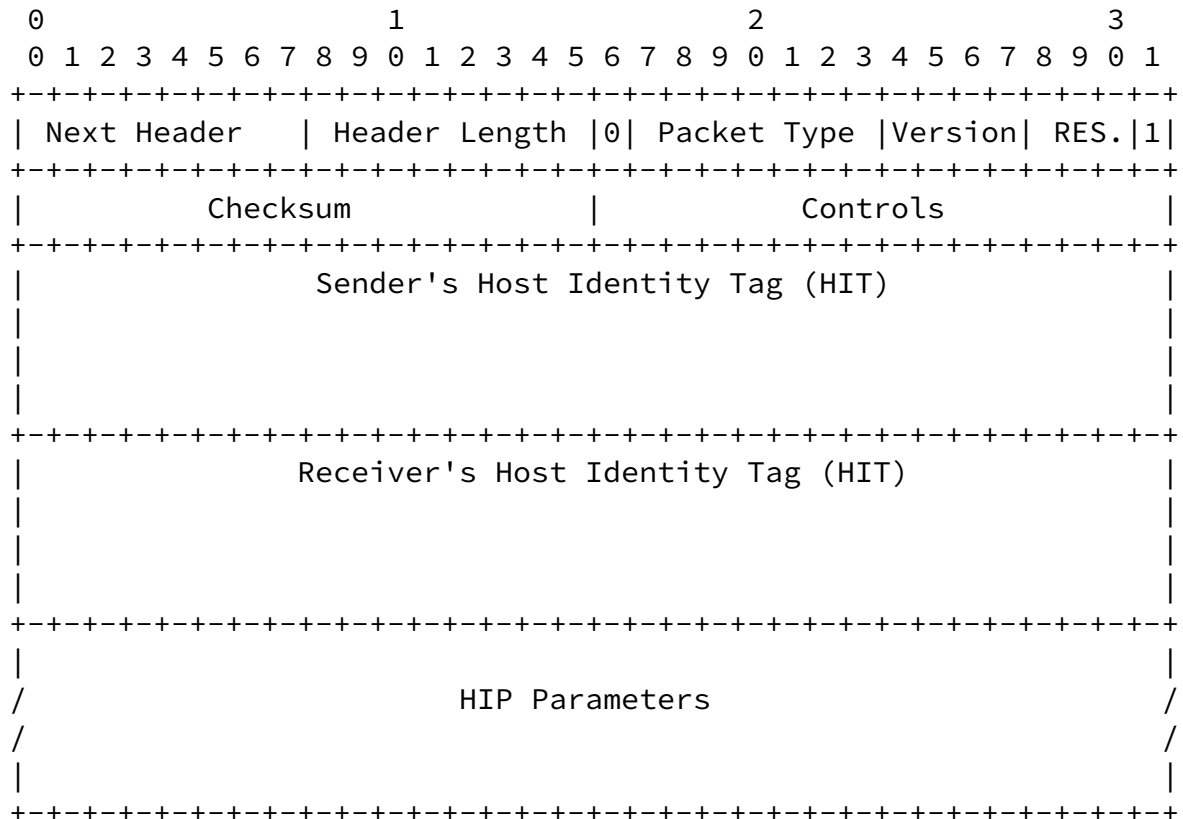 0                   1                   2                   3
 0 1 2 3 4 5 6 7 8 9 0 1 2 3 4 5 6 7 8 9 0 1 2 3 4 5 6 7 8 9 0 1
+-+-+-+-+-+-+-+-+-+-+-+-+-+-+-+-+-+-+-+-+-+-+-+-+-+-+-+-+-+-+-+-+
| Next Header   | Header Length |0| Packet Type |Version| RES.|1|
+-+-+-+-+-+-+-+-+-+-+-+-+-+-+-+-+-+-+-+-+-+-+-+-+-+-+-+-+-+-+-+-+
|          Checksum             |           Controls            |
+-+-+-+-+-+-+-+-+-+-+-+-+-+-+-+-+-+-+-+-+-+-+-+-+-+-+-+-+-+-+-+-+
|                Sender's Host Identity Tag (HIT)               |
|                                                               |
|                                                               |
|                                                               |
+-+-+-+-+-+-+-+-+-+-+-+-+-+-+-+-+-+-+-+-+-+-+-+-+-+-+-+-+-+-+-+-+
|               Receiver's Host Identity Tag (HIT)              |
|                                                               |
|                                                               |
|                                                               |
+-+-+-+-+-+-+-+-+-+-+-+-+-+-+-+-+-+-+-+-+-+-+-+-+-+-+-+-+-+-+-+-+
|                                                               |
/                        HIP Parameters                         /
/                                                               /
|                                                               |
+-+-+-+-+-+-+-+-+-+-+-+-+-+-+-+-+-+-+-+-+-+-+-+-+-+-+-+-+-+-+-+-+